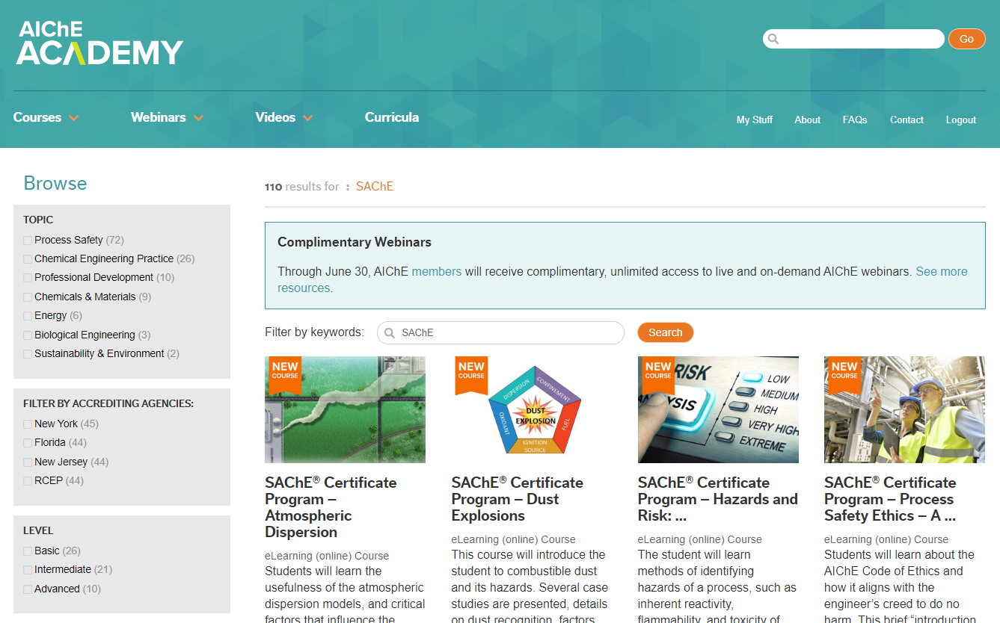 AIChE
ACADEMY
Go
Courses
Webinars
Videos
Curricula
My Stuff
About
FAQs
Contact
Logout
Browse
TOPIC
Process Safety (72)
Chemical Engineering Practice (26)
Professional Development (10)
Chemicals & Materials (9)
Energy (6)
Biological Engineering (3)
Sustainability & Environment (2)
FILTER BY ACCREDITING AGENCIES:
New York (45)
Florida (44)
New Jersey (44)
RCEP (44)
LEVEL
Basic (26)
Intermediate (21)
Advanced (10)
110 results for : SAChE
Complimentary Webinars
Through June 30, AIChE members will receive complimentary, unlimited access to live and on-demand AIChE webinars. See more
resources.
Filter by keywords:
SAChE
Search
NEW
COURSE
SAChE® Certificate
Program –
Atmospheric
Dispersion
eLearning (online) Course
Students will learn the
usefulness of the atmospheric
dispersion models, and critical
factors that influence the
NEW
COURSE
DISPERSION
CONFINEMENT
OXIDANT
DUST
EXPLOSION
FUEL
IGNITION
SOURCE
SAChE® Certificate
Program – Dust
Explosions
eLearning (online) Course
This course will introduce the
student to combustible dust
and its hazards. Several case
studies are presented, details
on dust recognition, factors
NEW
COURSE
RISK
LYSIS
LOW
MEDIUM
HIGH
VERY HIGH
EXTREME
SAChE® Certificate
Program – Hazards and
Risk: ...
eLearning (online) Course
The student will learn
methods of identifying
hazards of a process, such as
inherent reactivity,
flammability, and toxicity of
NEW
COURSE
SAChE® Certificate
Program – Process
Safety Ethics – A ...
eLearning (online) Course
Students will learn about the
AIChE Code of Ethics and
how it aligns with the
engineer’s creed to do no
harm. This brief “introduction